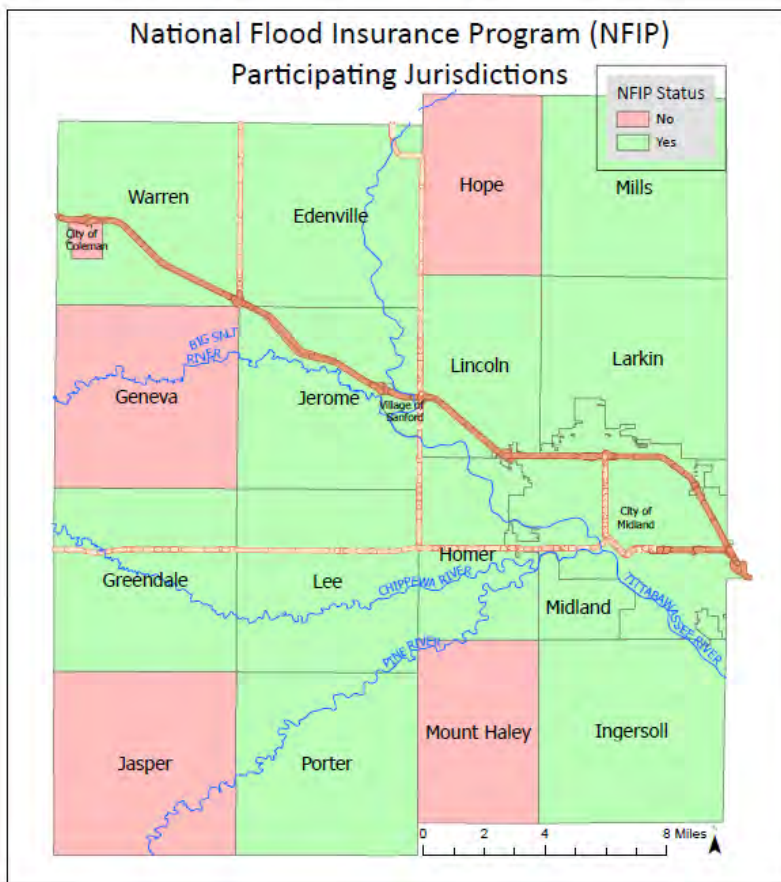 National Flood Insurance Program (NFIP)
Participating Jurisdictions
NFIP Status
No
Yes
Hope
Mills
Warren
Edenville
City of
Coleman
BIG SALT
RIVER
Lincoln
Larkin
Geneva
Jerome
Village of
Sanford
City of
Midland
Homer
Greendale
Lee
CHIPPEWA RIVER
TITTABAWASSEE RIVER
Midland
PINE RIVER
Mount Haley
Ingersoll
Jasper
Porter
0 2 4 8 Miles